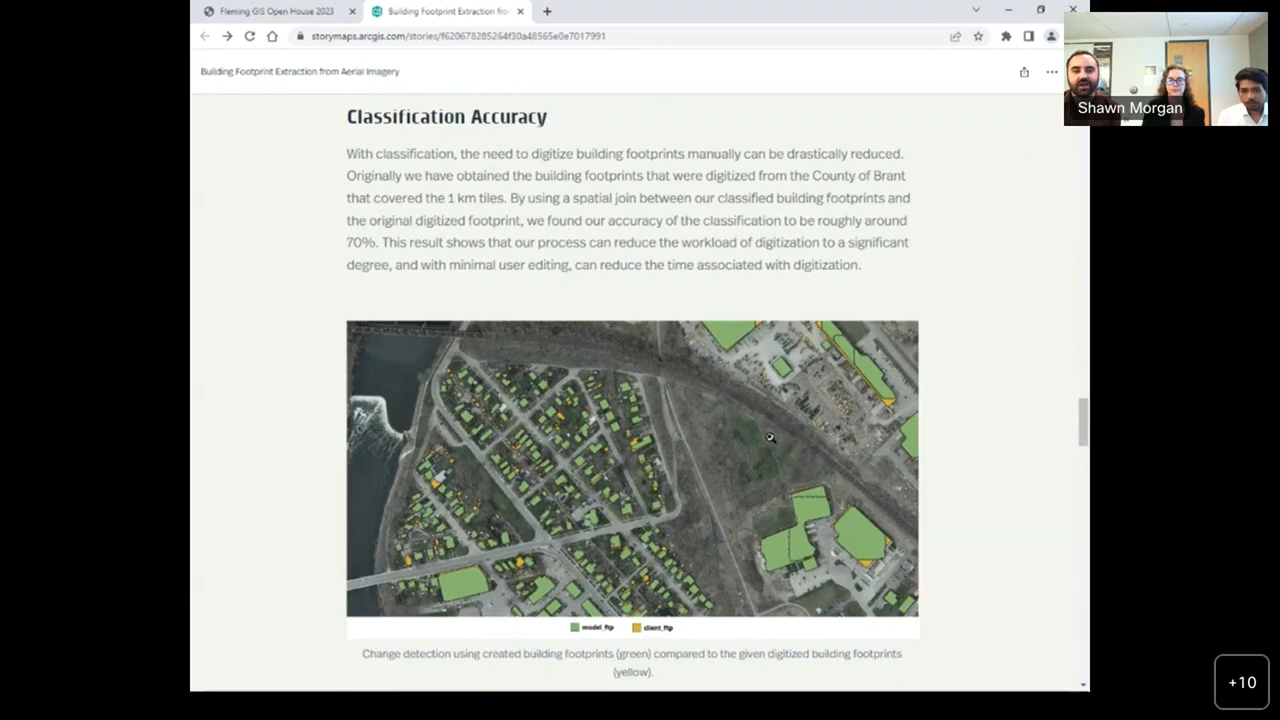 Fleming GIS Open House 2023
Building Footprint Extraction fro
storymaps.arcgis.com/stories/f620678285264f30a48565e0e7017991
Building Footprint Extraction from Aerial Imagery
Shawn Morgan
Classification Accuracy
With classification, the need to digitize building footprints manually can be drastically reduced.
Originally we have obtained the building footprints that were digitized from the County of Brant
that covered the 1 km tiles. By using a spatial join between our classified building footprints and
the original digitized footprint, we found our accuracy of the classification to be roughly around
70%. This result shows that our process can reduce the workload of digitization to a significant
degree, and with minimal user editing, can reduce the time associated with digitization.
model_ftp client_ftp
Change detection using created building footprints (green) compared to the given digitized building footprints
(yellow).
+10